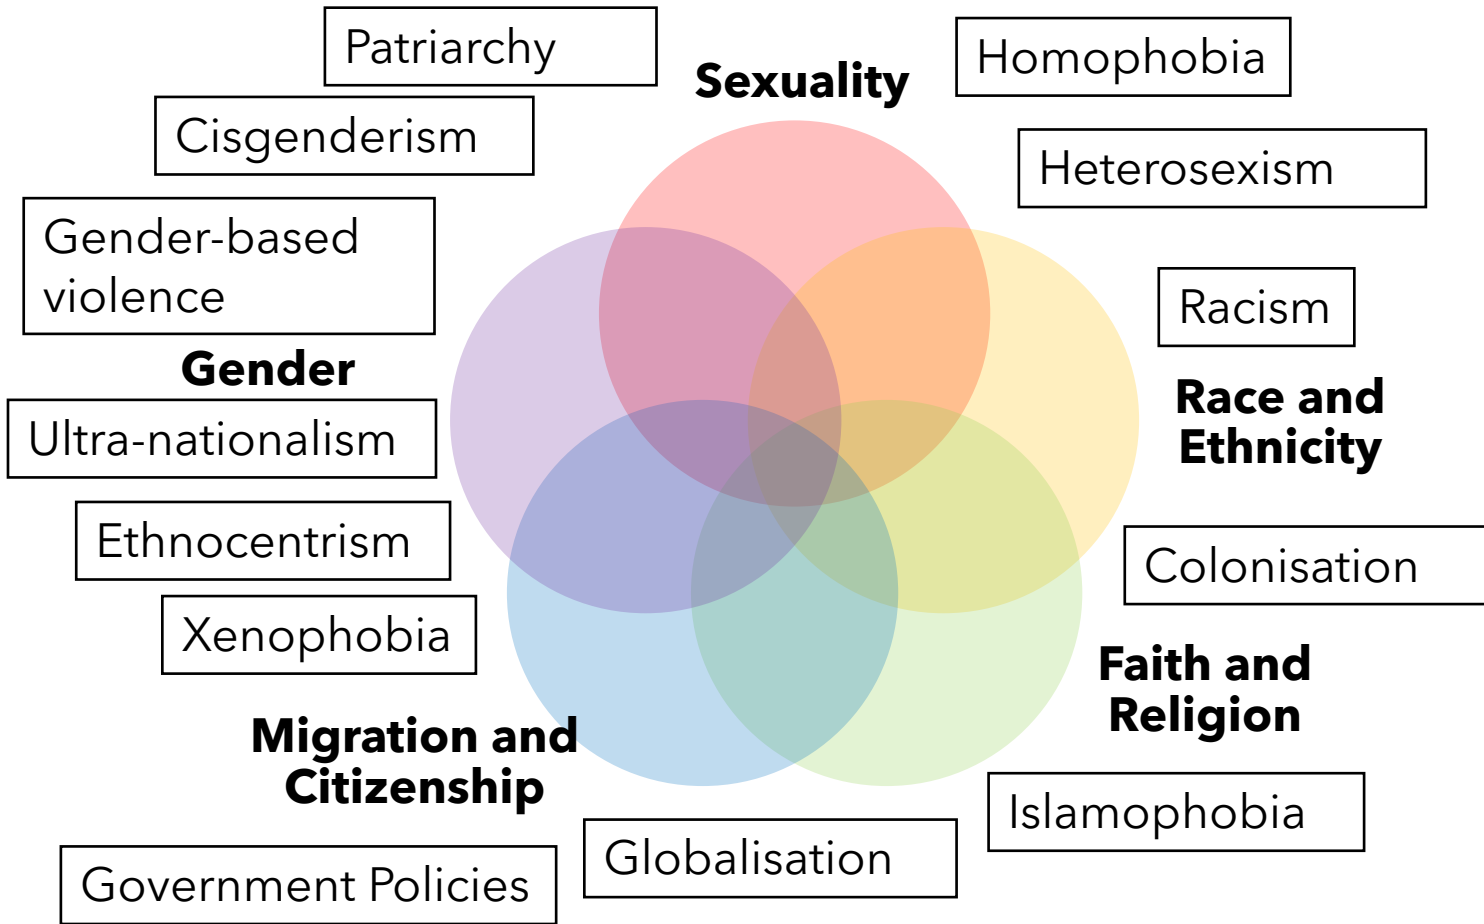 Patriarchy
Homophobia
Sexuality
Cisgenderism
Heterosexism
Gender-based
violence
Racism
Gender
Race and
Ethnicity
Ultra-nationalism
Ethnocentrism
Colonisation
Xenophobia
Faith and
Religion
Migration and
Citizenship
Islamophobia
Globalisation
Government Policies